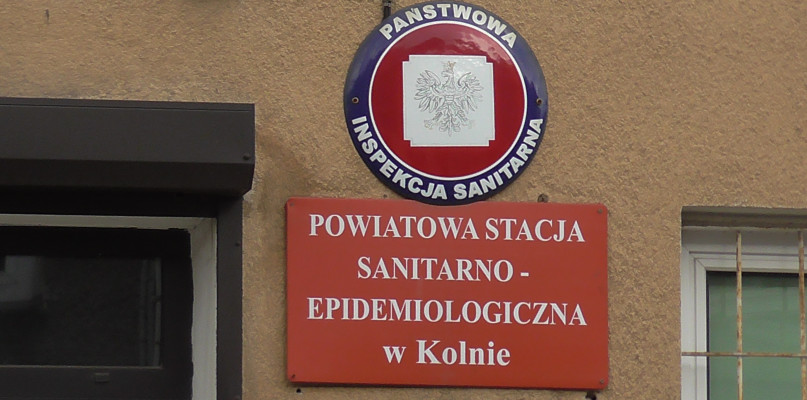 PAŃSTWOWA
INSPEKCJA SANITARNA
POWIATOWA STACJA
SANITARNO -
EPIDEMIOLOGICZNA
w Kolnie